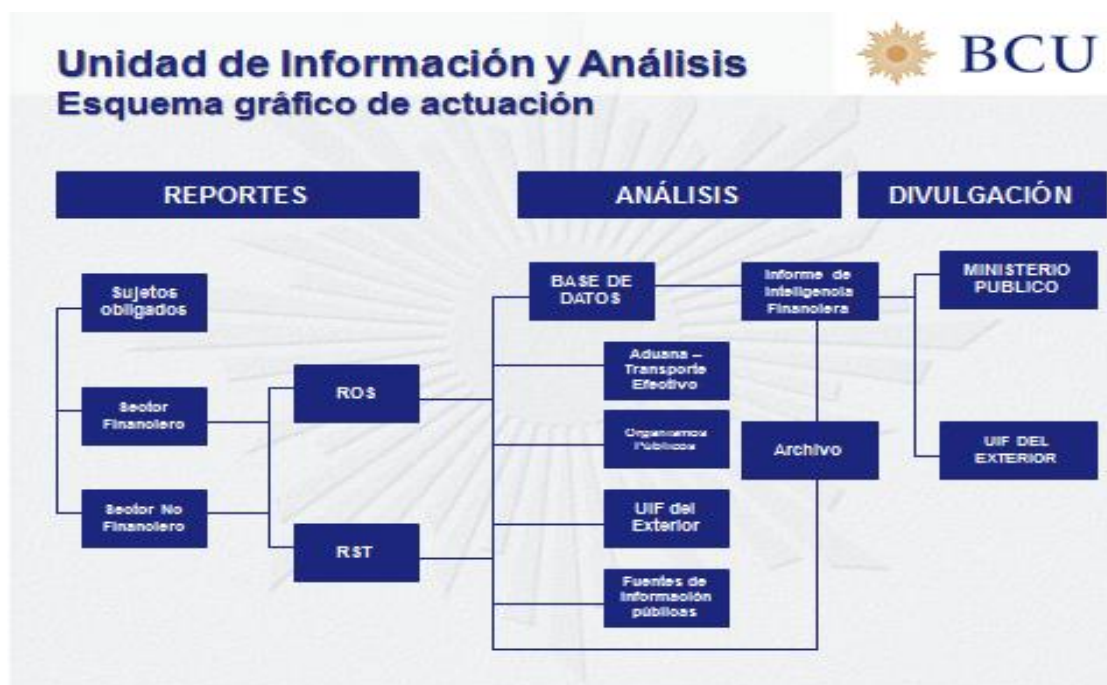 Unidad de Información y Análisis
Esquema gráfico de actuación
BCU
REPORTES
ANÁLISIS
DIVULGACIÓN
Sujetos
obligados
Sector
Financiero
Sector No
Financiero
ROS
RST
BASE DE
DATOS
Aduana –
Transporte
Efectivo
Organismos
Públicos
UIF del
Exterior
Fuentes de
Información
públicas
Informe de
Inteligencia
Financiera
Archivo
MINISTERIO
PUBLICO
UIF DEL
EXTERIOR